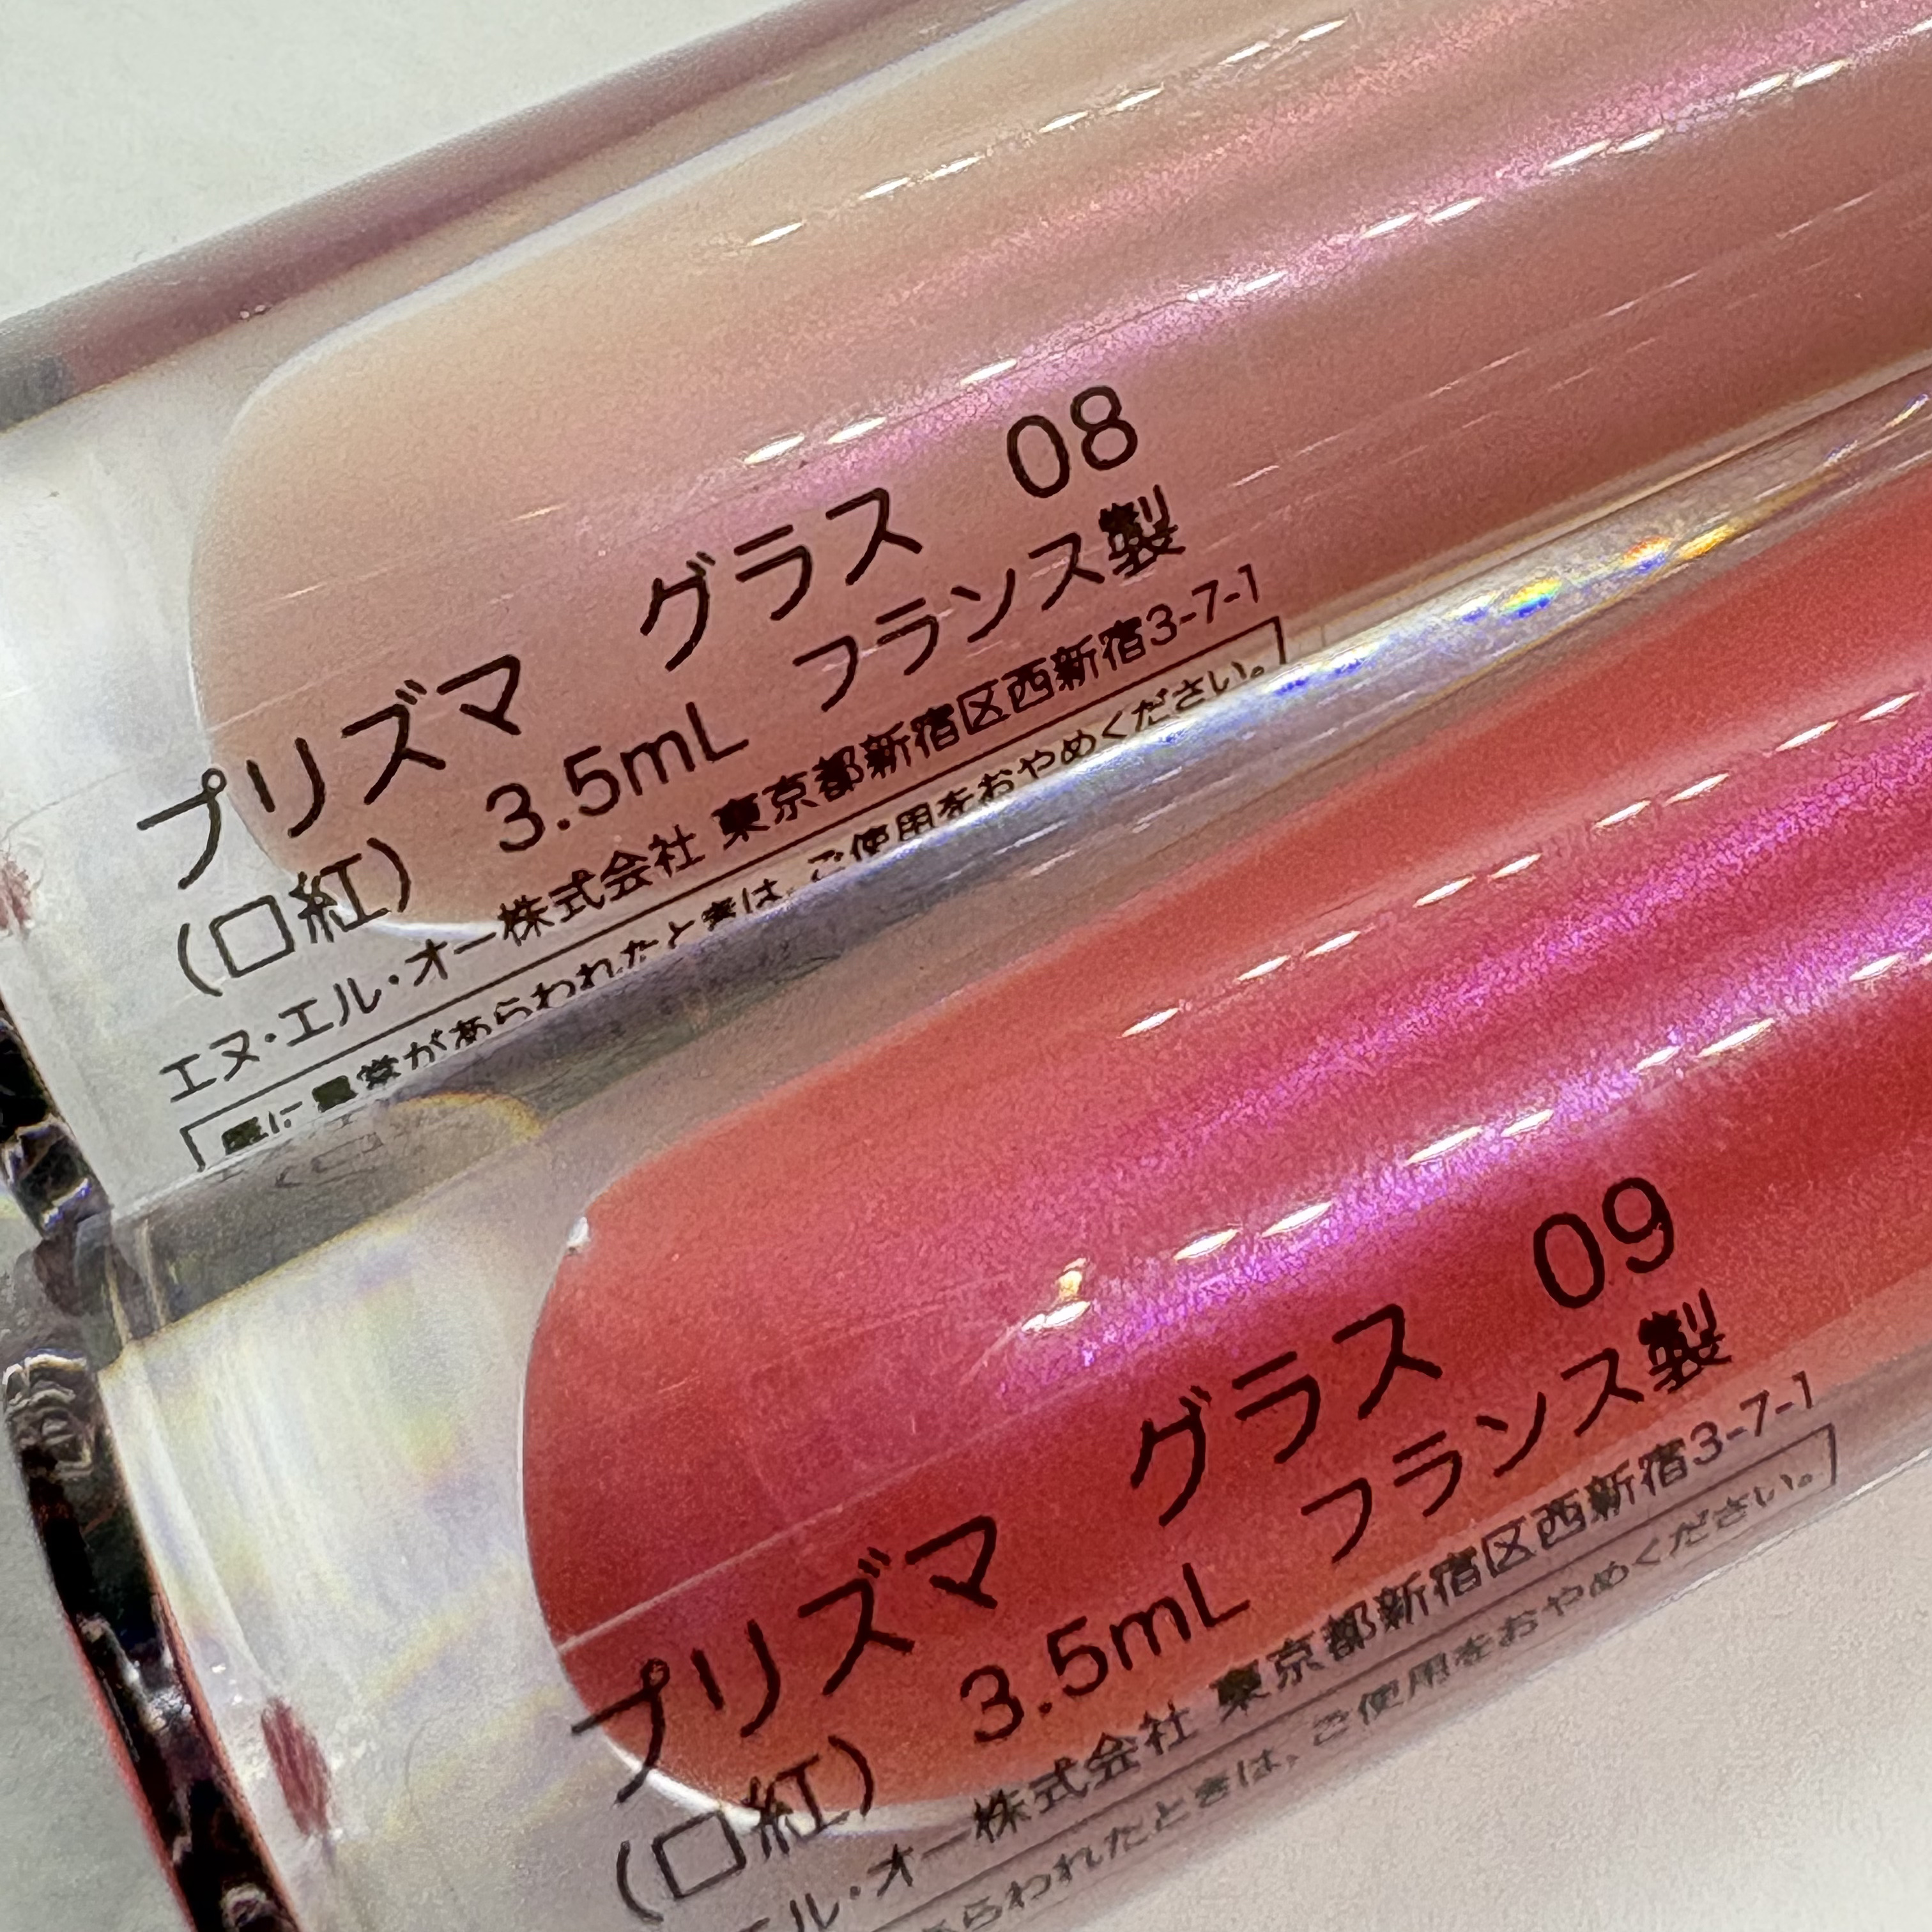 プリズマ グラス 08
(口紅) 3.5mL フランス製
エヌ・エル・オー株式会社 東京都新宿区西新宿3-7-1
唇に異常があらわれたときは、ご使用をおやめください。
プリズマ グラス 09
(口紅) 3.5mL フランス製
エル・オー株式会社 東京都新宿区西新宿3-7-1
あらわれたときは、ご使用をおやめください。